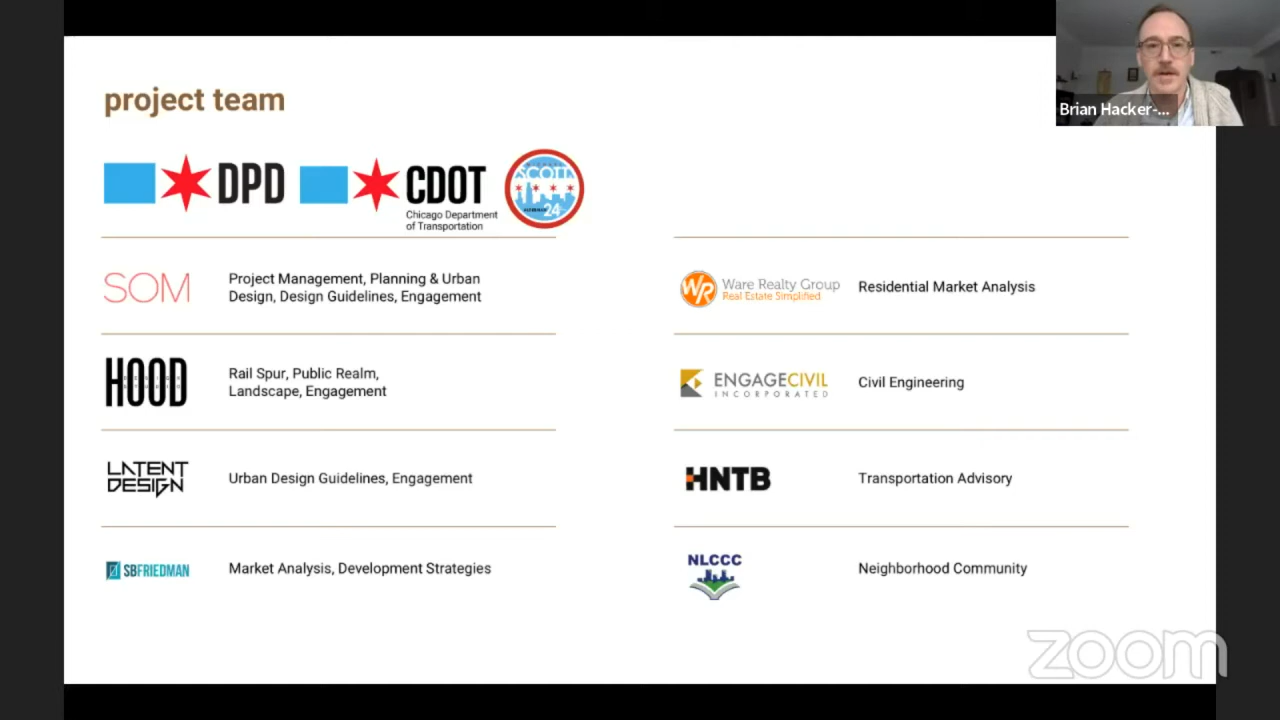 project team
Brian Hacker-...
DPD
CDOT
Chicago Department
of Transportation
SCOTT
24
SOM
Project Management, Planning & Urban
Design, Design Guidelines, Engagement
WR
Ware Realty Group
Real Estate Simplified
Residential Market Analysis
HOOD
Rail Spur, Public Realm,
Landscape, Engagement
ENGAGECIVIL
INCORPORATED
Civil Engineering
LATENT
DESIGN
Urban Design Guidelines, Engagement
HNTB
Transportation Advisory
SBFRIEDMAN
Market Analysis, Development Strategies
NLCCC
Neighborhood Community
zoom